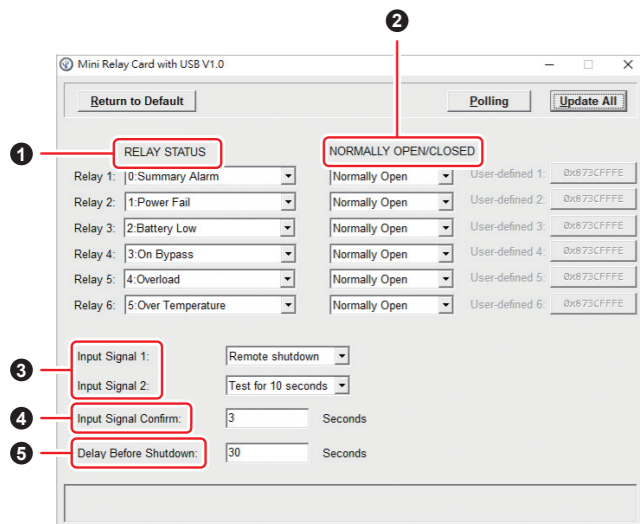 2
Mini Relay Card with USB V1.0
Return to Default Polling Update All
1 RELAY STATUS NORMALLY OPEN/CLOSED
Relay 1: 0:Summary Alarm Normally Open User-defined 1: 0x873CFFFE
Relay 2: 1:Power Fail Normally Open User-defined 2: 0x873CFFFE
Relay 3: 2:Battery Low Normally Open User-defined 3: 0x873CFFFE
Relay 4: 3:On Bypass Normally Open User-defined 4: 0x873CFFFE
Relay 5: 4:Overload Normally Open User-defined 5: 0x873CFFFE
Relay 6: 5:Over Temperature Normally Open User-defined 6: 0x873CFFFE
Input Signal 1: Remote shutdown
3
Input Signal 2: Test for 10 seconds
4 Input Signal Confirm: 3 Seconds
5 Delay Before Shutdown: 30 Seconds